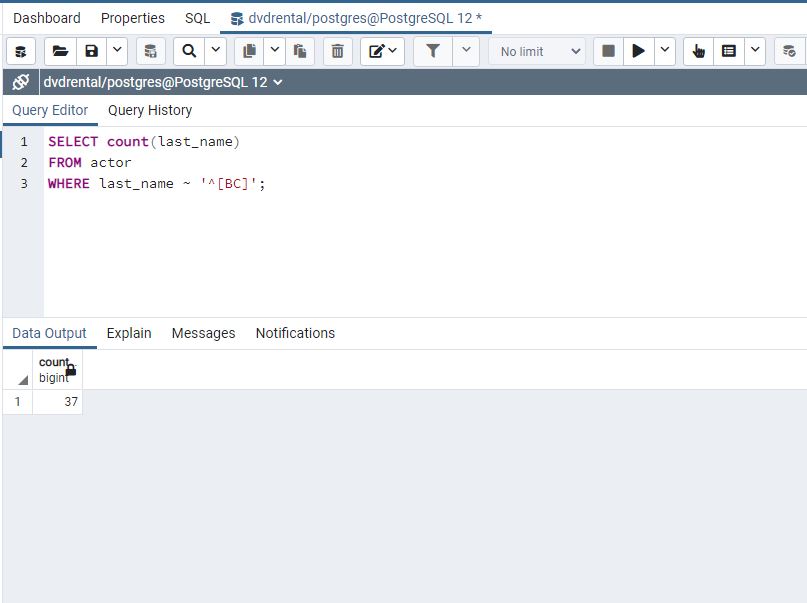 Dashboard Properties SQL dvdrental/postgres@PostgreSQL 12 *
No limit
dvdrental/postgres@PostgreSQL 12
Query Editor Query History
1 SELECT count(last_name)
2 FROM actor
3 WHERE last_name ~ '^[BC]';
Data Output Explain Messages Notifications
count
bigint
1 37